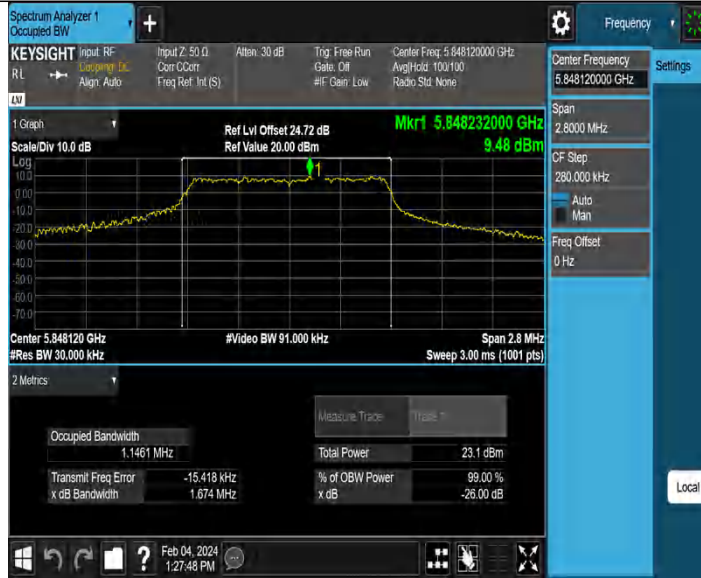 Spectrum Analyzer 1
Occupied BW
+
Frequency
KEYSIGHT
RL
Input: RF
Coupling: DC
Align: Auto
Input Z: 50 Ω
Corr CCorr
Freq Ref: Int (S)
Atten: 30 dB
Trig: Free Run
Gate: Off
#IF Gain: Low
Center Freq: 5.848120000 GHz
Avg|Hold: 100/100
Radio Std: None
Center Frequency
5.848120000 GHz
Settings
Span
2.8000 MHz
CF Step
280.000 kHz
Auto
Man
Freq Offset
0 Hz
Local
1 Graph
Scale/Div 10.0 dB
Ref Lvl Offset 24.72 dB
Ref Value 20.00 dBm
Mkr1 5.848232000 GHz
9.48 dBm
Log
10.0
0.00
-10.0
-20.0
-30.0
-40.0
-50.0
-60.0
-70.0
1
Center 5.848120 GHz
#Res BW 30.000 kHz
#Video BW 91.000 kHz
Span 2.8 MHz
Sweep 3.00 ms (1001 pts)
2 Metrics
Measure Trace
Trace 1
Occupied Bandwidth
1.1461 MHz
Total Power
23.1 dBm
Transmit Freq Error
-15.418 kHz
% of OBW Power
99.00 %
x dB Bandwidth
1.674 MHz
x dB
-26.00 dB
?
Feb 04, 2024
1:27:48 PM